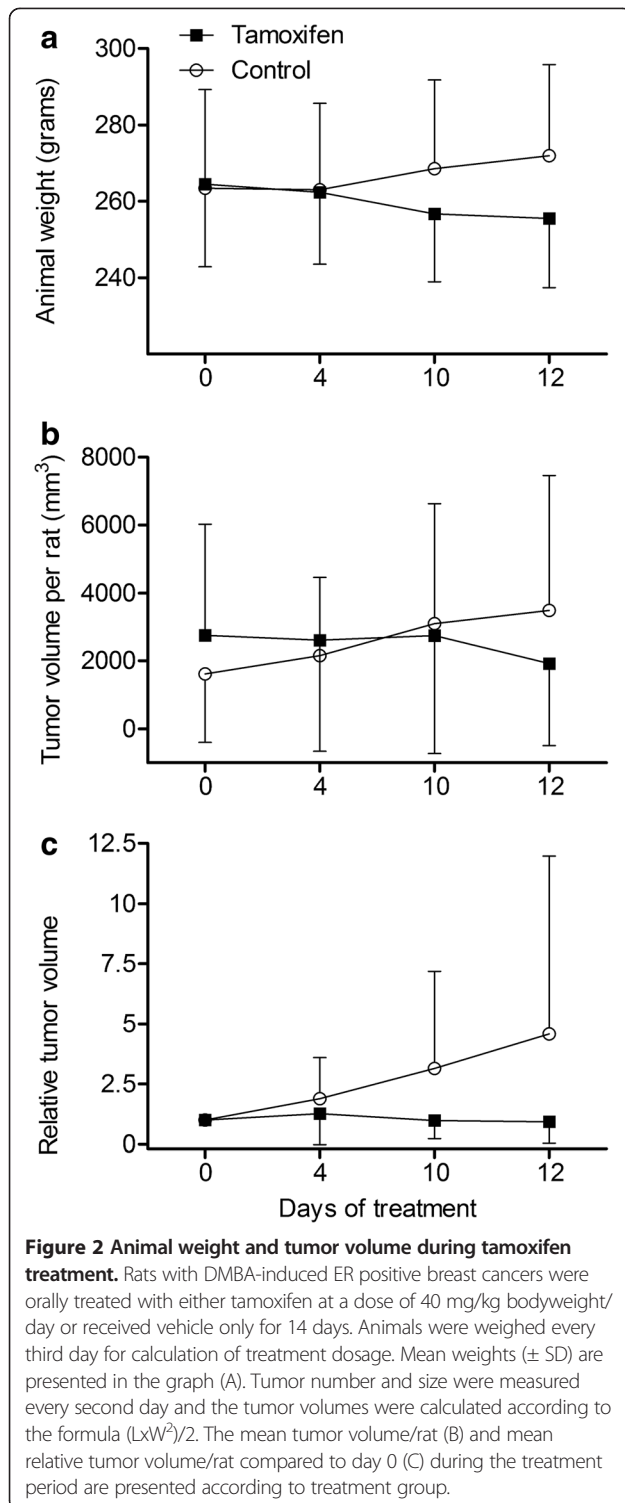 a
Tamoxifen
Control
Animal weight (grams)
300
280
260
240
0 4 10 12
b
Tumor volume per rat (mm³)
8000
6000
4000
2000
0
0 4 10 12
c
Relative tumor volume
12.5
10
7.5
5
2.5
0
0 4 10 12
Days of treatment
Figure 2 Animal weight and tumor volume during tamoxifen
treatment. Rats with DMBA-induced ER positive breast cancers were
orally treated with either tamoxifen at a dose of 40 mg/kg bodyweight/
day or received vehicle only for 14 days. Animals were weighed every
third day for calculation of treatment dosage. Mean weights (± SD) are
presented in the graph (A). Tumor number and size were measured
every second day and the tumor volumes were calculated according to
the formula (LxW²)/2. The mean tumor volume/rat (B) and mean
relative tumor volume/rat compared to day 0 (C) during the treatment
period are presented according to treatment group.